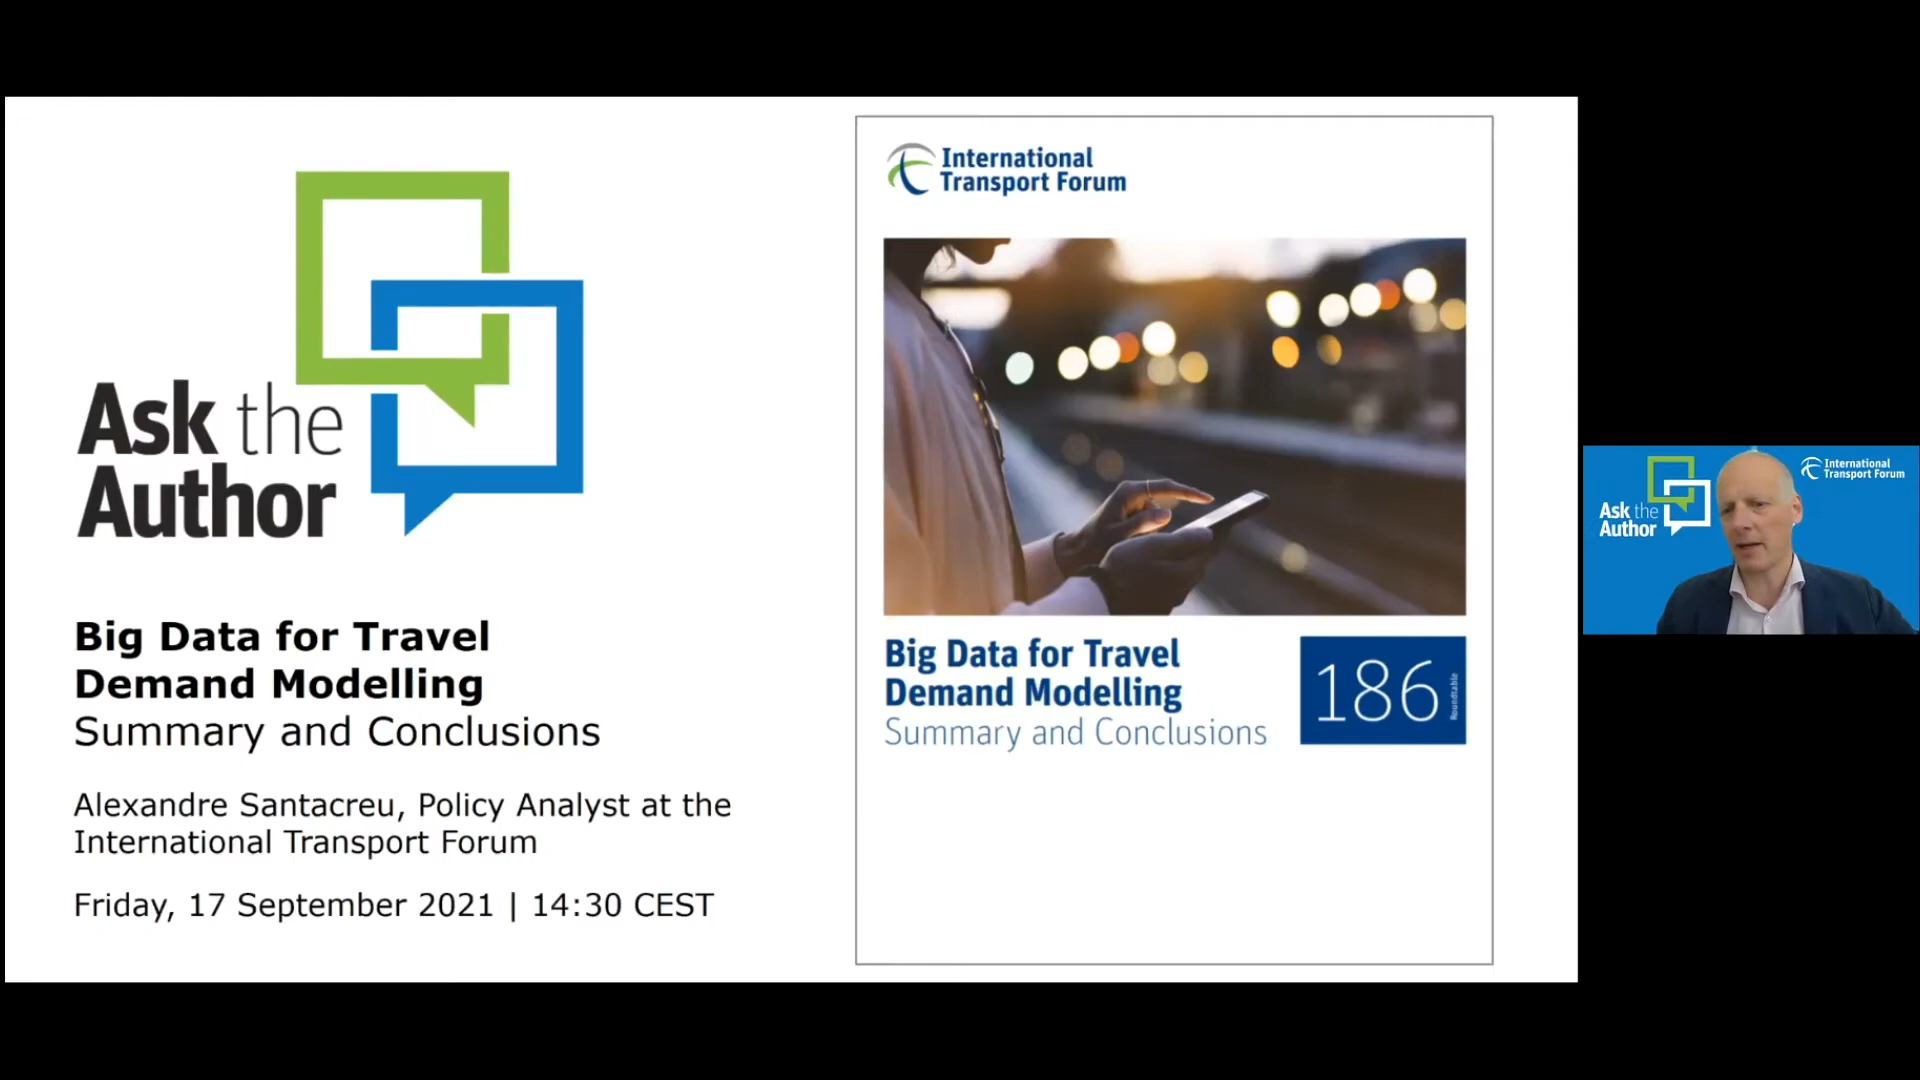 Ask the
Author
Big Data for Travel
Demand Modelling
Summary and Conclusions
Alexandre Santacreu, Policy Analyst at the
International Transport Forum
Friday, 17 September 2021 | 14:30 CEST
International
Transport Forum
Big Data for Travel
Demand Modelling
Summary and Conclusions
186
Roundtable
Ask the
Author
International
Transport Forum